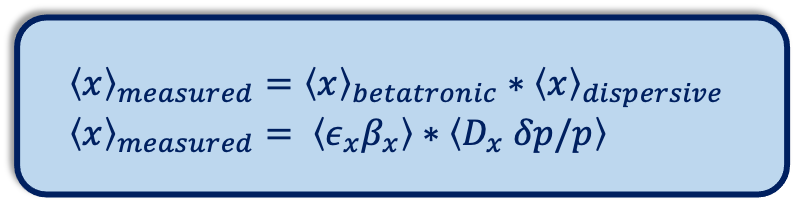 ⟨x⟩measured = ⟨x⟩betatronic * ⟨x⟩dispersive
⟨x⟩measured = ⟨ϵxβx⟩ * ⟨Dx δp/p⟩